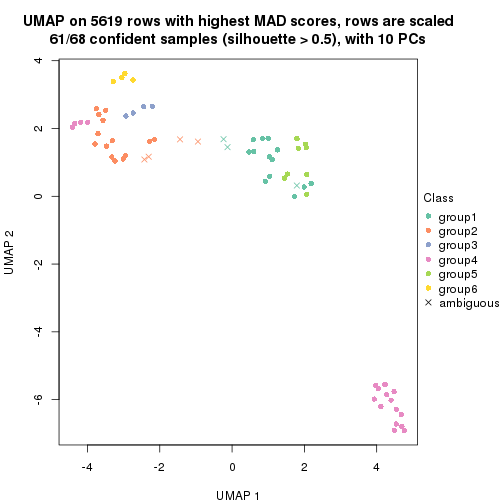 UMAP on 5619 rows with highest MAD scores, rows are scaled
61/68 confident samples (silhouette > 0.5), with 10 PCs
4
2
0
-2
-4
-6
UMAP 2
-4
-2
0
2
4
UMAP 1
Class
group1
group2
group3
group4
group5
group6
ambiguous